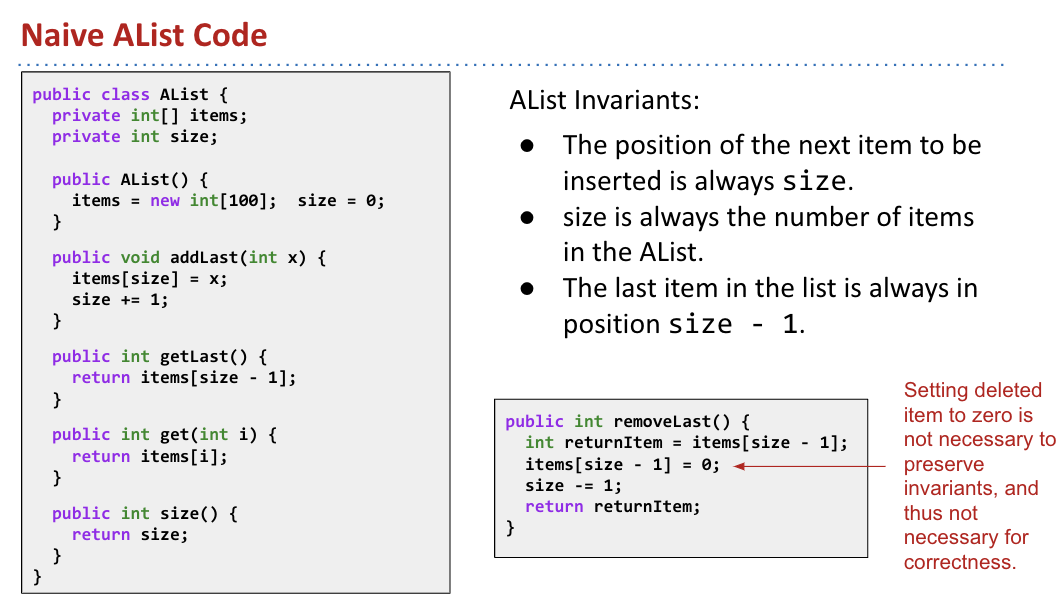 Naive AList Code
public class AList {
  private int[] items;
  private int size;
  public AList() {
    items = new int[100];  size = 0;
  }
  public void addLast(int x) {
    items[size] = x;
    size += 1;
  }
  public int getLast() {
    return items[size - 1];
  }
  public int get(int i) {
    return items[i];
  }
  public int size() {
    return size;
  }
}
AList Invariants:
● The position of the next item to be
inserted is always size.
● size is always the number of items
in the AList.
● The last item in the list is always in
position size - 1.
public int removeLast() {
  int returnItem = items[size - 1];
  items[size - 1] = 0;
  size -= 1;
  return returnItem;
}
Setting deleted
item to zero is
not necessary to
preserve
invariants, and
thus not
necessary for
correctness.